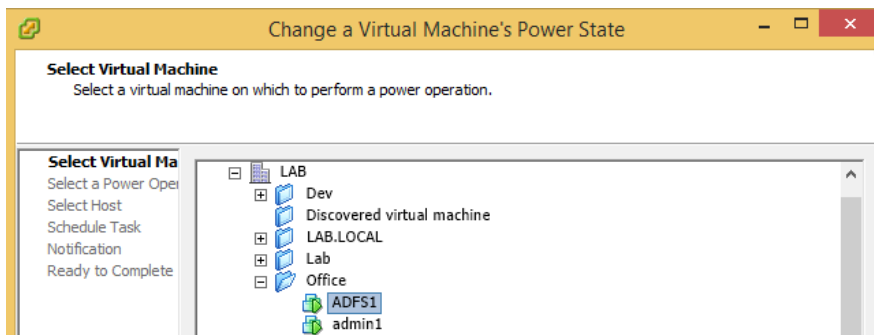 Change a Virtual Machine's Power State
Select Virtual Machine
Select a virtual machine on which to perform a power operation.
Select Virtual Ma
Select a Power Oper
Select Host
Schedule Task
Notification
Ready to Complete
LAB
Dev
Discovered virtual machine
LAB.LOCAL
Lab
Office
ADFS1
admin1